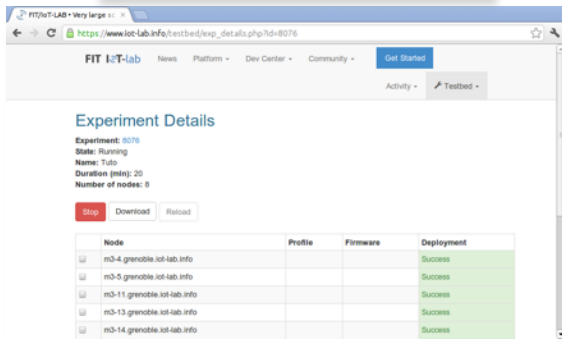 FIT/IoT-LAB • Very large sc
https://www.iot-lab.info/testbed/exp_details.php?id=8076
FIT IoT-lab News Platform Dev Center Community Get Started
Activity Testbed
Experiment Details
Experiment: 8076
State: Running
Name: Tuto
Duration (min): 20
Number of nodes: 8
Stop Download Reload
Node Profile Firmware Deployment
m3-4.grenoble.iot-lab.info Success
m3-5.grenoble.iot-lab.info Success
m3-11.grenoble.iot-lab.info Success
m3-13.grenoble.iot-lab.info Success
m3-14.grenoble.iot-lab.info Success